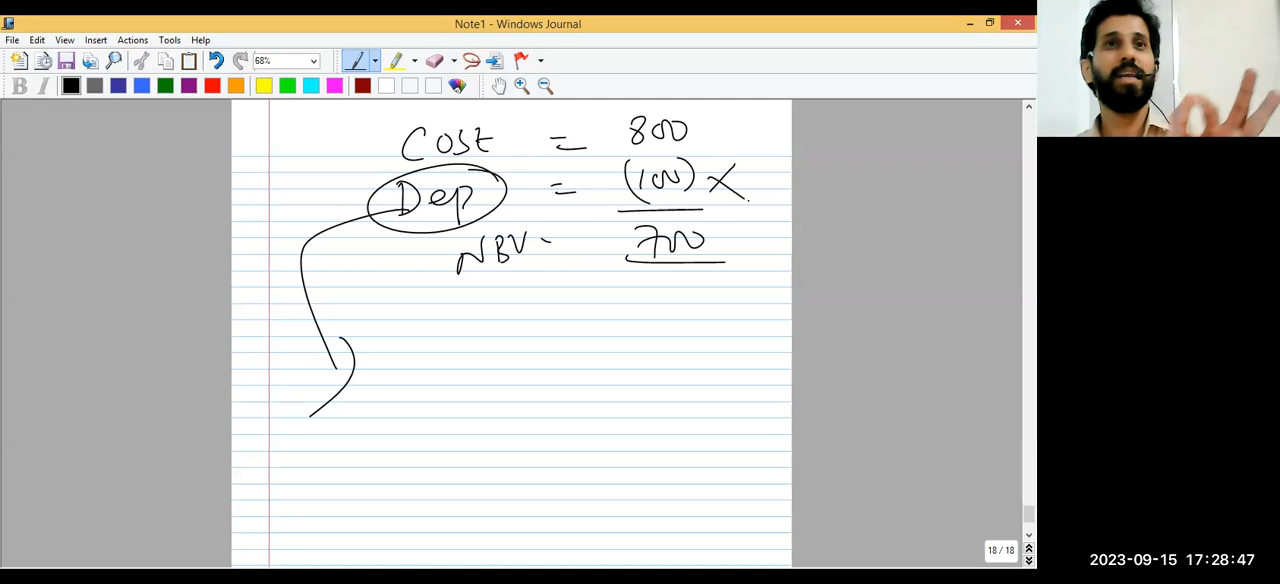 Note1 - Windows Journal
File Edit View Insert Actions Tools Help
68%
B I
Cost = 800
Dep = (100) X
NBV - 700
18 / 18
2023-09-15 17:28:47